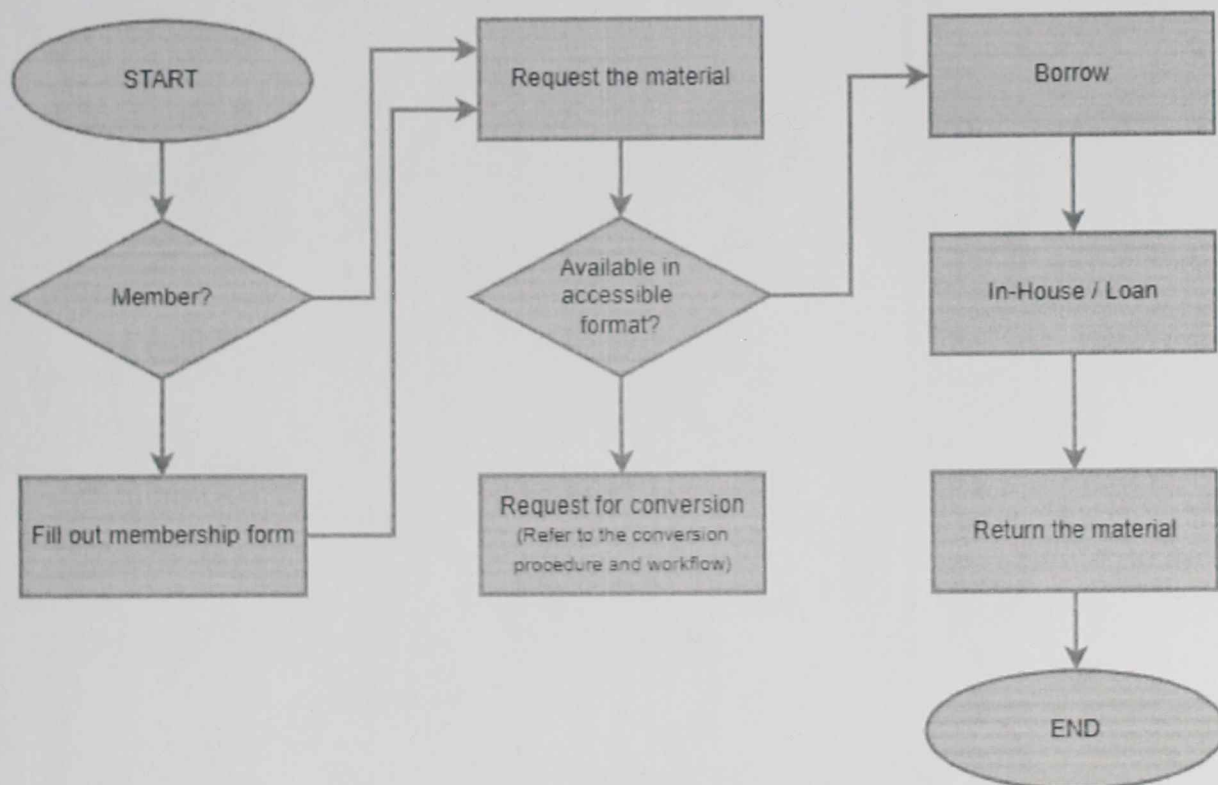 START
Member?
Fill out membership form
Request the material
Available in
accessible
format?
Request for conversion
(Refer to the conversion
procedure and workflow)
Borrow
In-House / Loan
Return the material
END